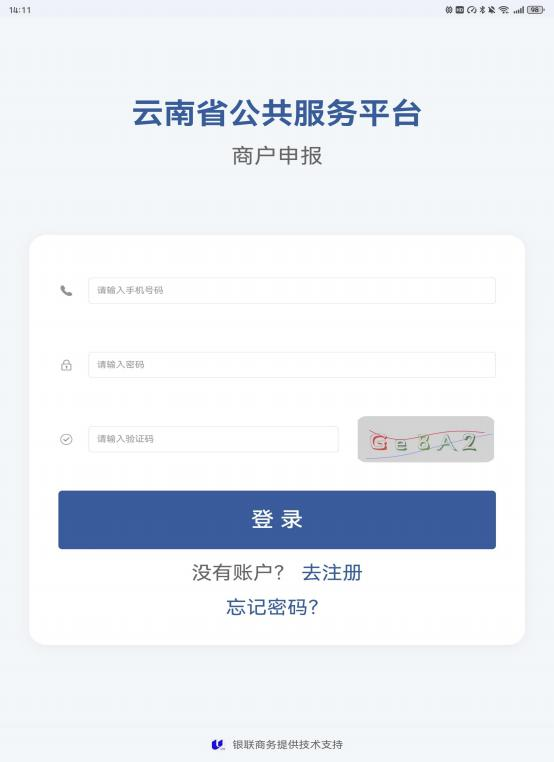 14:11
98
云南省公共服务平台
商户申报
请输入手机号码
请输入密码
请输入验证码
Ge8A2
登录
没有账户？ 去注册
忘记密码？
银联商务提供技术支持